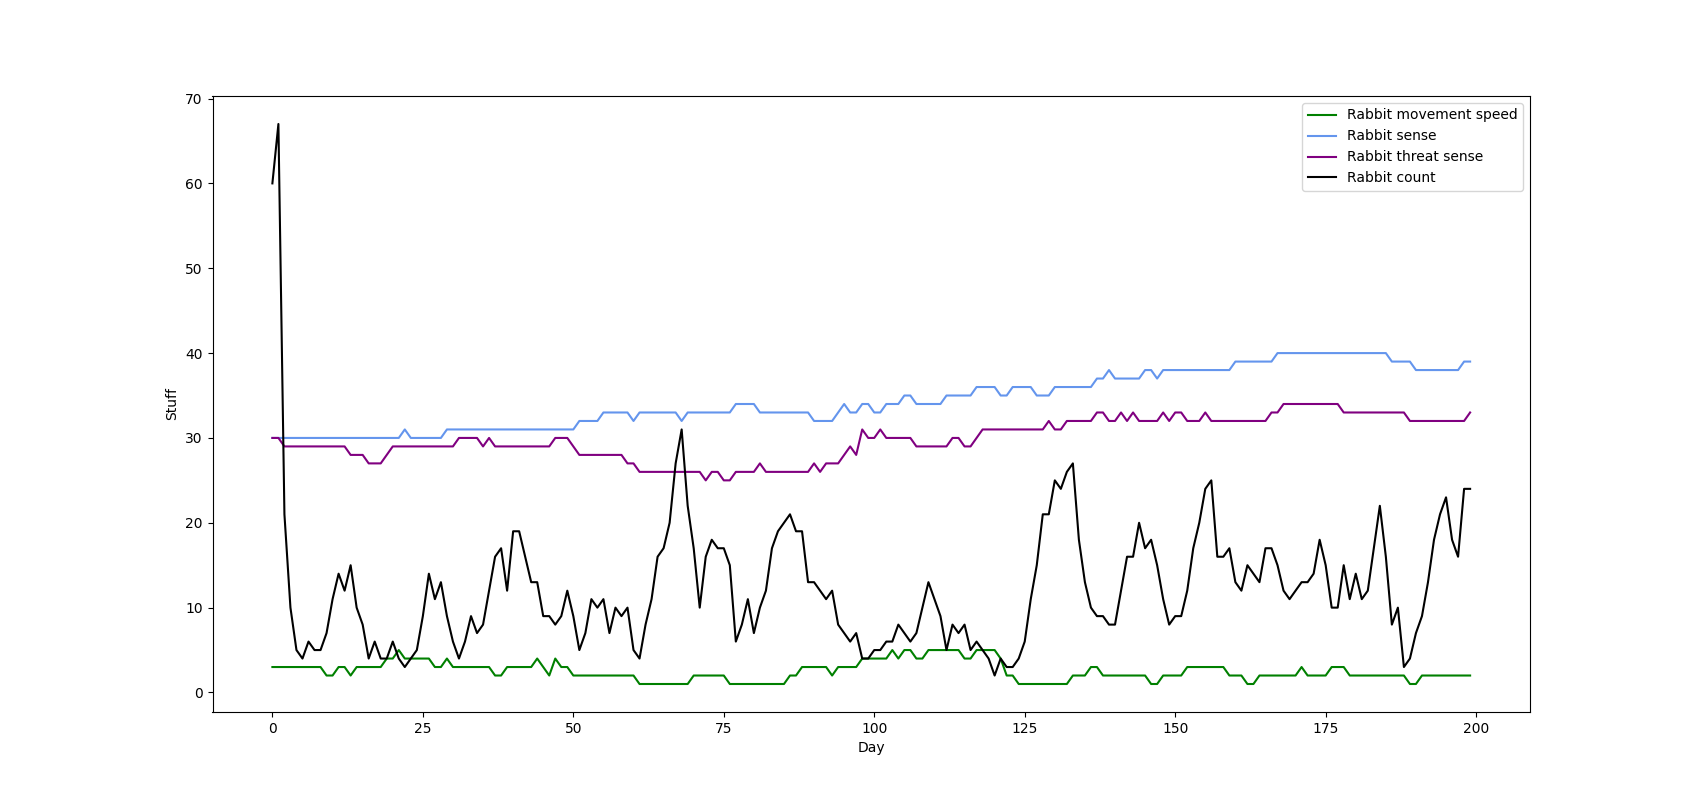 70
60
50
40
30
20
10
0
Stuff
0 25 50 75 100 125 150 175 200
Day
Rabbit movement speed
Rabbit sense
Rabbit threat sense
Rabbit count